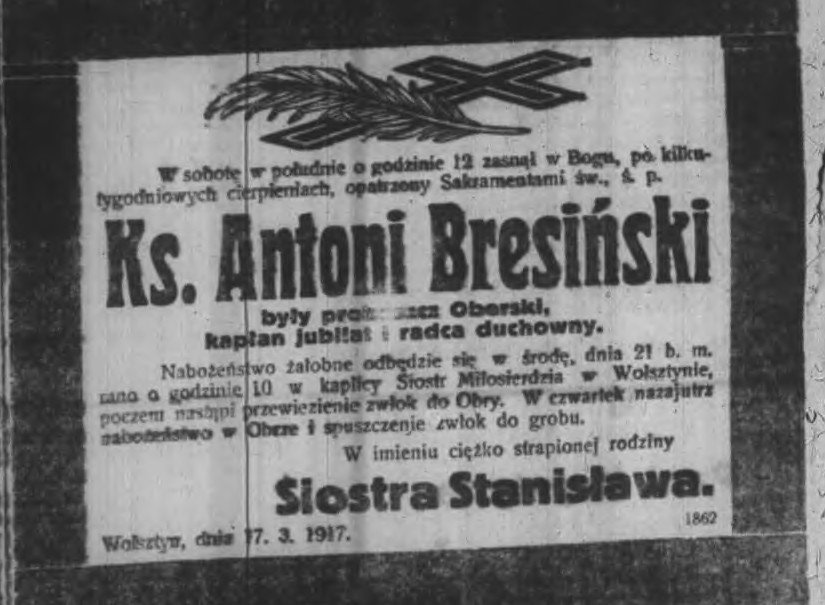 W sobotę w południe o godzinie 12 zasnął w Bogu, po kilku-
tygodniowych cierpieniach, opatrzony Sakramentami św., ś. p.
Ks. Antoni Bresiński
były proboszcz Oberski,
kapłan jubilat i radca duchowny.
Nabożeństwo żałobne odbędzie się w środę, dnia 21 b. m.
rano o godzinie 10 w kaplicy Siostr Miłosierdzia w Wolsztynie,
poczem nastąpi przewiezienie zwłok do Obry. W czwartek nazajutrz
nabożeństwo w Obrze i spuszczenie zwłok do grobu.
W imieniu ciężko strapionej rodziny
Siostra Stanisława.
Wolsztyn, dnia 17. 3. 1917.
1862